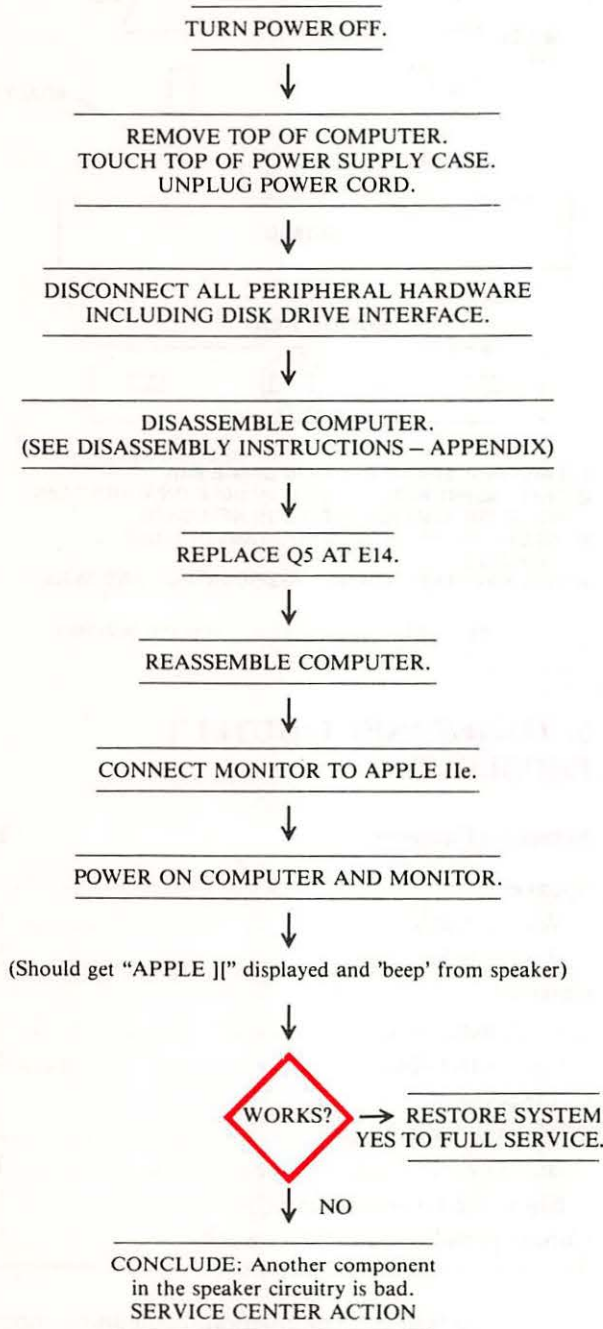 TURN POWER OFF.
REMOVE TOP OF COMPUTER.
TOUCH TOP OF POWER SUPPLY CASE.
UNPLUG POWER CORD.
DISCONNECT ALL PERIPHERAL HARDWARE
INCLUDING DISK DRIVE INTERFACE.
DISASSEMBLE COMPUTER.
(SEE DISASSEMBLY INSTRUCTIONS – APPENDIX)
REPLACE Q5 AT E14.
REASSEMBLE COMPUTER.
CONNECT MONITOR TO APPLE IIe.
POWER ON COMPUTER AND MONITOR.
(Should get “APPLE ][” displayed and 'beep' from speaker)
WORKS? → RESTORE SYSTEM
YES TO FULL SERVICE.
NO
CONCLUDE: Another component
in the speaker circuitry is bad.
SERVICE CENTER ACTION